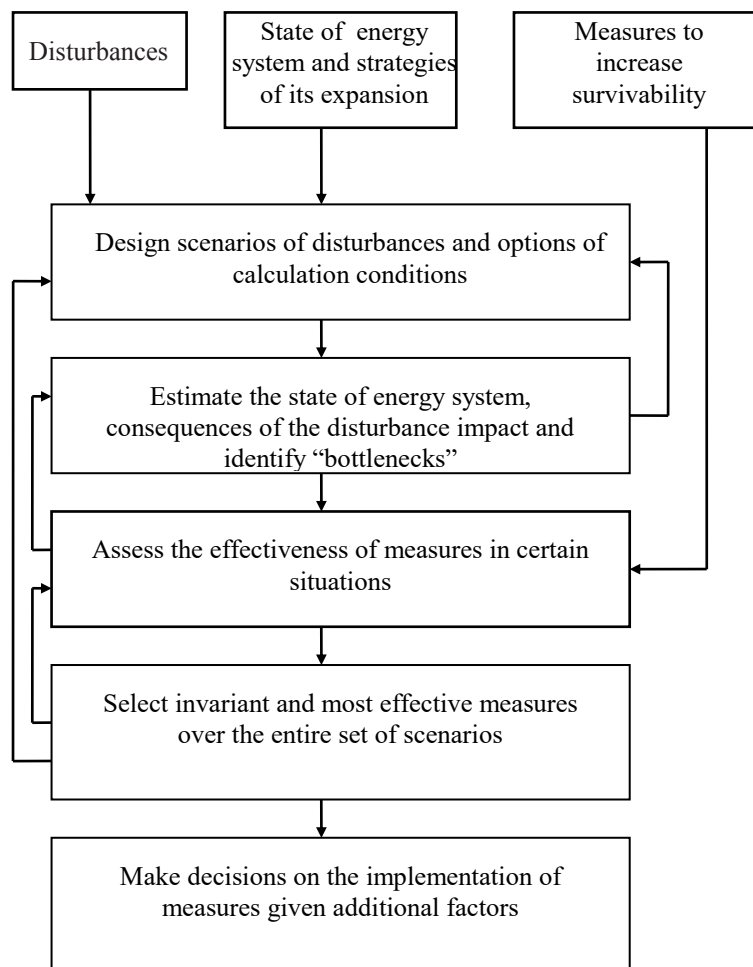 Disturbances
State of energy
system and strategies
of its expansion
Measures to
increase
survivability
Design scenarios of disturbances and options of
calculation conditions
Estimate the state of energy system,
consequences of the disturbance impact and
identify “bottlenecks”
Assess the effectiveness of measures in certain
situations
Select invariant and most effective measures
over the entire set of scenarios
Make decisions on the implementation of
measures given additional factors